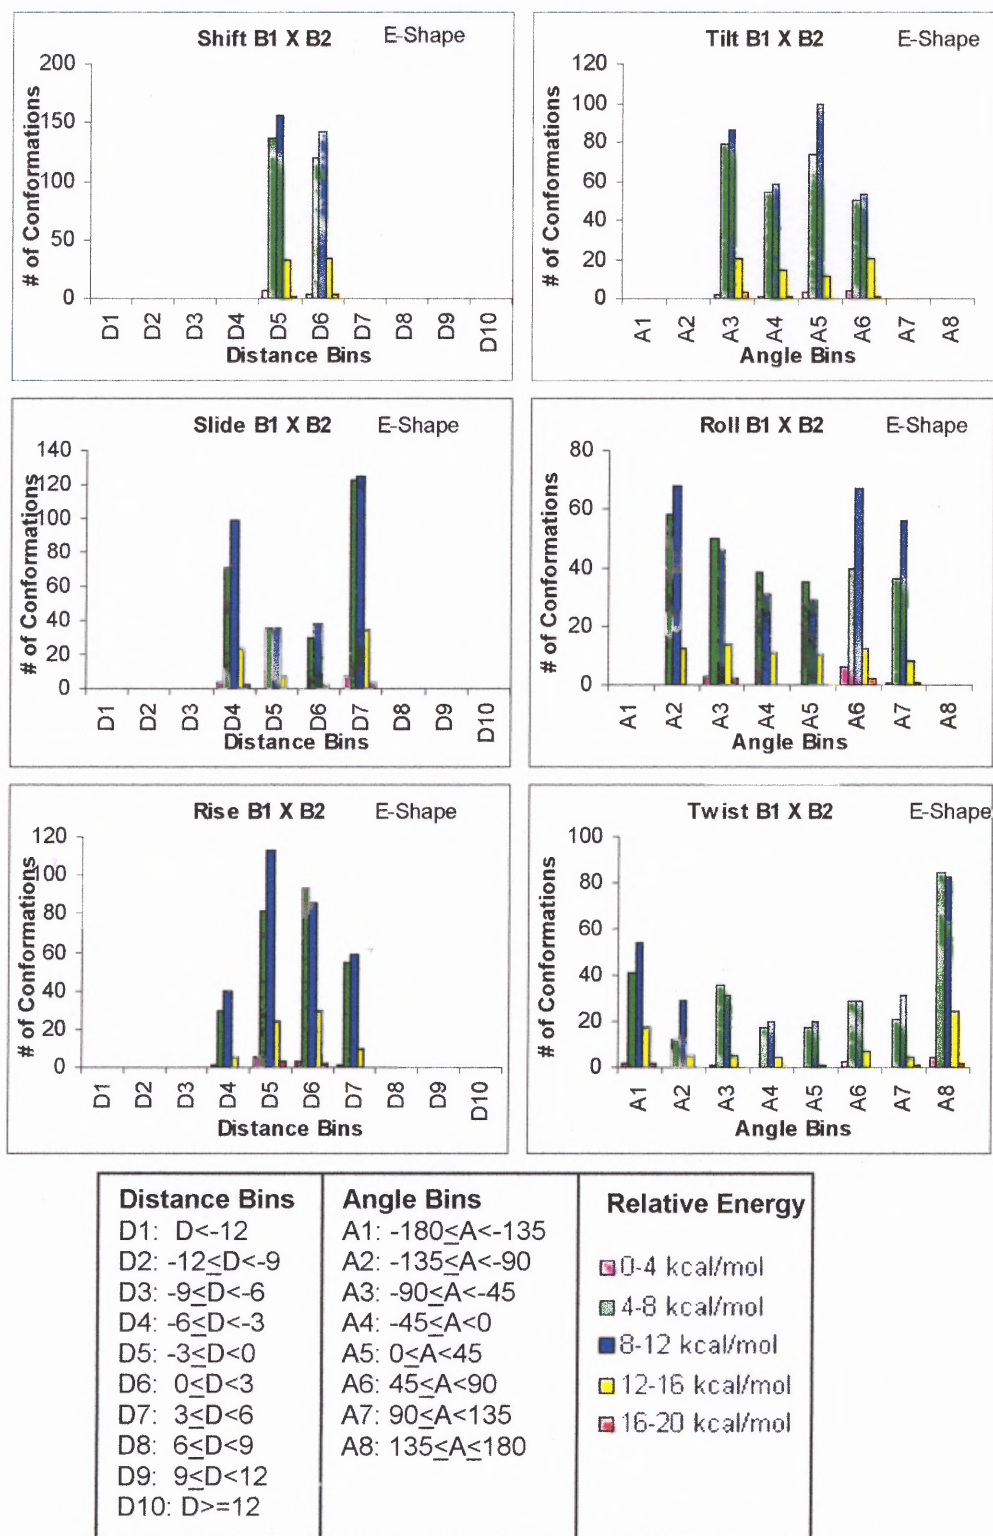 Shift B1 X B2 E-Shape
# of Conformations
200
150
100
50
0
D1 D2 D3 D4 D5 D6 D7 D8 D9 D10
Distance Bins
Tilt B1 X B2 E-Shape
# of Conformations
120
100
80
60
40
20
0
A1 A2 A3 A4 A5 A6 A7 A8
Angle Bins
Slide B1 X B2 E-Shape
# of Conformations
140
120
100
80
60
40
20
0
D1 D2 D3 D4 D5 D6 D7 D8 D9 D10
Distance Bins
Roll B1 X B2 E-Shape
# of Conformations
80
60
40
20
0
A1 A2 A3 A4 A5 A6 A7 A8
Angle Bins
Rise B1 X B2 E-Shape
# of Conformations
120
100
80
60
40
20
0
D1 D2 D3 D4 D5 D6 D7 D8 D9 D10
Distance Bins
Twist B1 X B2 E-Shape
# of Conformations
100
80
60
40
20
0
A1 A2 A3 A4 A5 A6 A7 A8
Angle Bins
Distance Bins
D1: D<-12
D2: -12≤D<-9
D3: -9≤D<-6
D4: -6≤D<-3
D5: -3≤D<0
D6: 0≤D<3
D7: 3≤D<6
D8: 6≤D<9
D9: 9≤D<12
D10: D>=12
Angle Bins
A1: -180≤A<-135
A2: -135≤A<-90
A3: -90≤A<-45
A4: -45≤A<0
A5: 0≤A<45
A6: 45≤A<90
A7: 90≤A<135
A8: 135≤A≤180
Relative Energy
0-4 kcal/mol
4-8 kcal/mol
8-12 kcal/mol
12-16 kcal/mol
16-20 kcal/mol